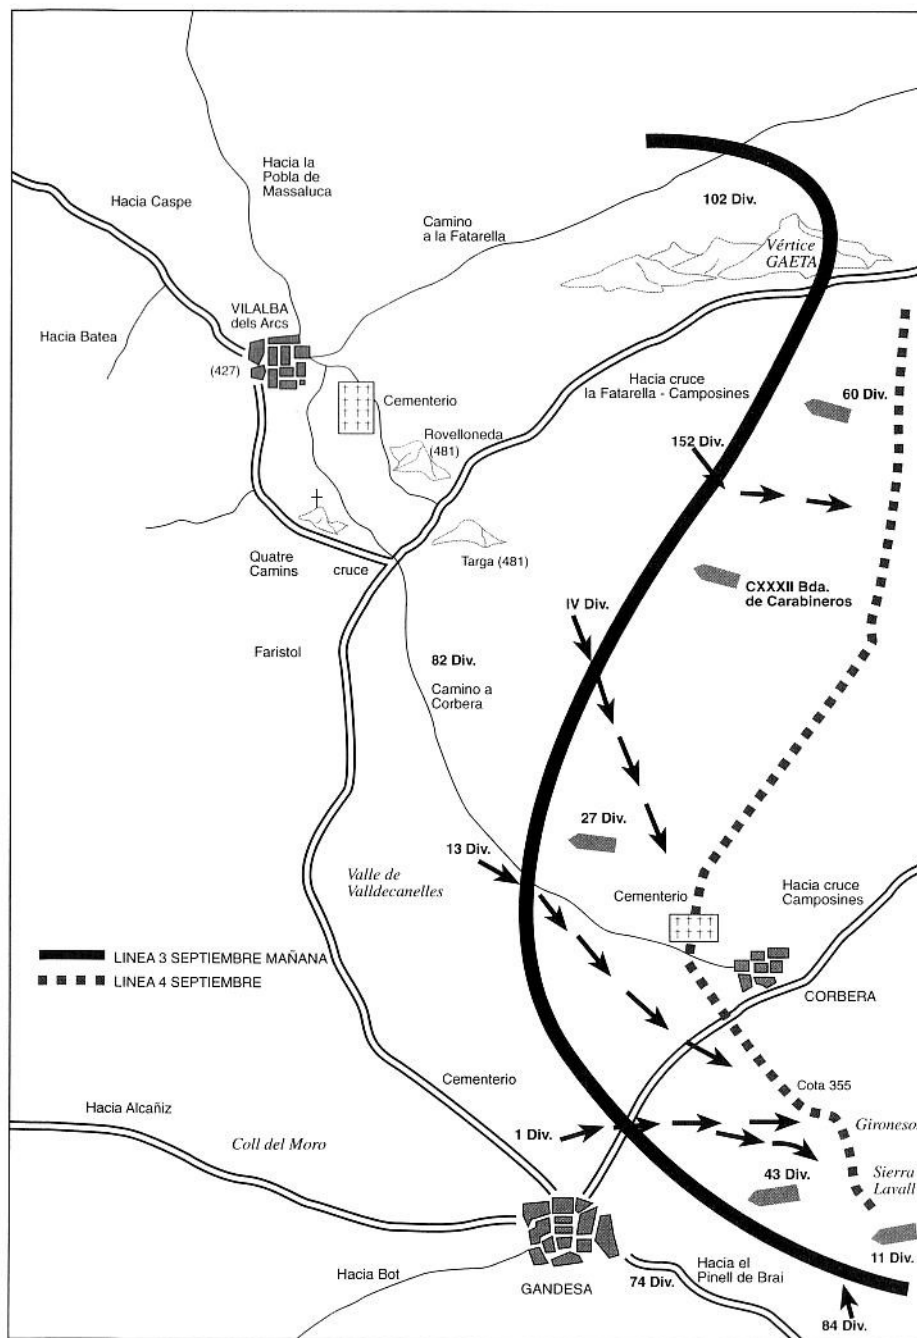 Hacia la
Pobla de
Massaluca
Hacia Caspe
102 Div.
Camino
a la Fatarella
Vértice
GAETA
VILALBA
dels Arcs
Hacia Batea
(427)
Hacia cruce
la Fatarella - Camposines
60 Div.
Cementerio
Rovelloneda
(481)
152 Div.
Quatre
Camins
cruce
Targa (481)
CXXXII Bda.
de Carabineros
IV Div.
Faristol
82 Div.
Camino a
Corbera
27 Div.
13 Div.
Valle de
Valldecanelles
Cementerio
Hacia cruce
Camposines
LINEA 3 SEPTIEMBRE MAÑANA
LINEA 4 SEPTIEMBRE
CORBERA
Cementerio
Cota 355
Hacia Alcañiz
Coll del Moro
1 Div.
Gironeso
Sierra
Lavall
43 Div.
11 Div.
Hacia el
Pinell de Brai
74 Div.
Hacia Bot
GANDESA
84 Div.